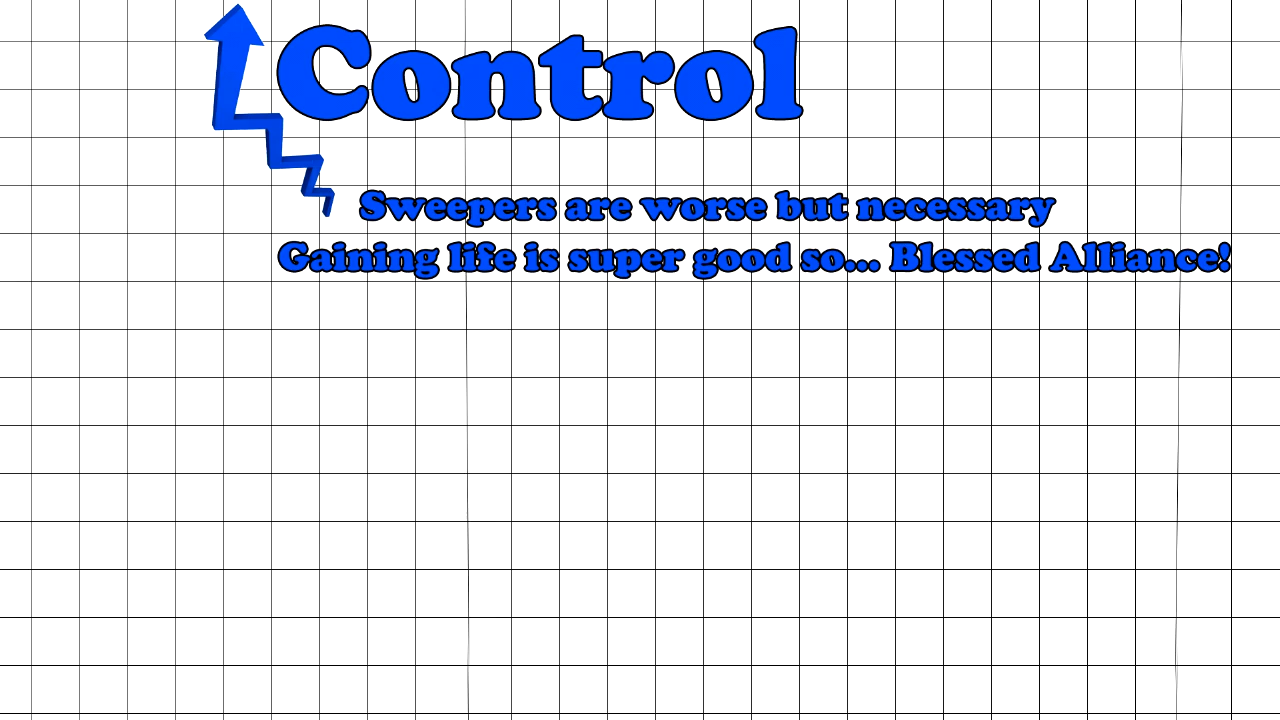 Control
Sweepers are worse but necessary
Gaining life is super good so... Blessed Alliance!